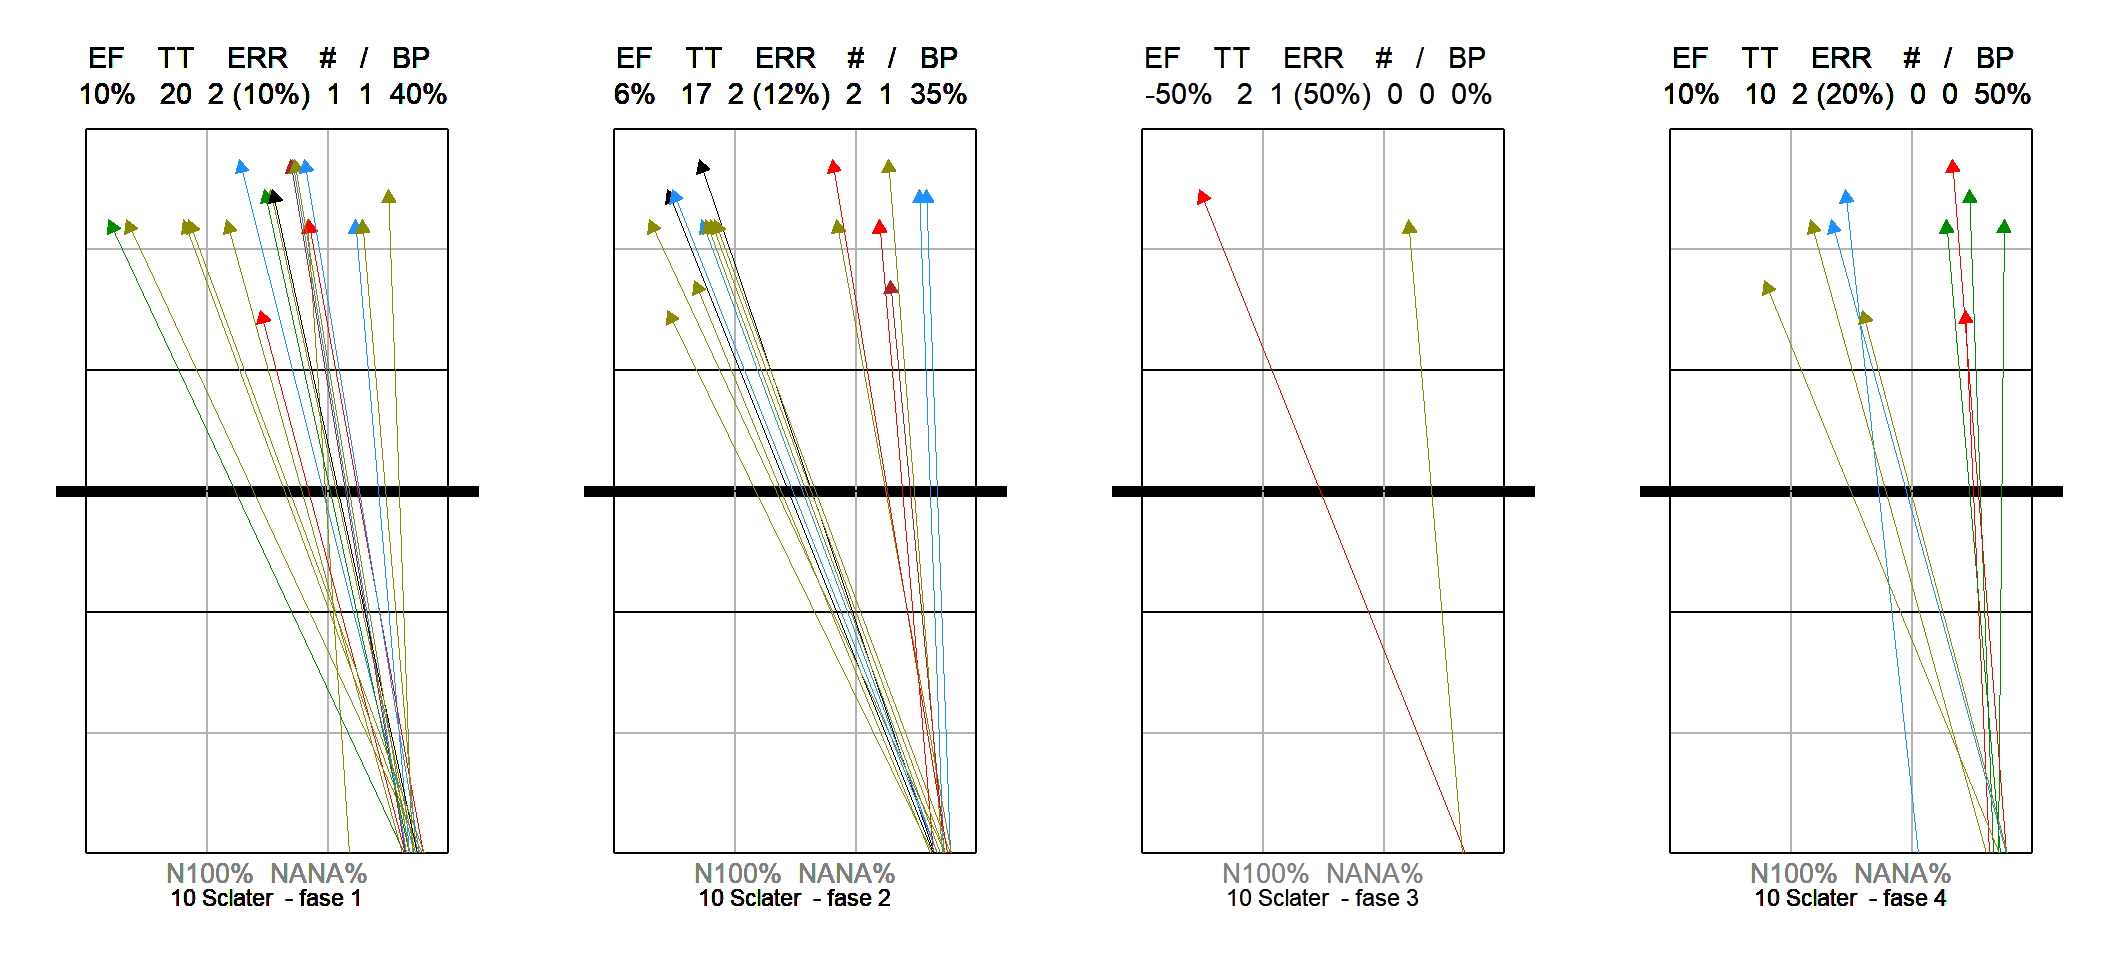 EF TT ERR # / BP
10% 20 2 (10%) 1 1 40%
N100% NANA%
10 Sclater - fase 1
EF TT ERR # / BP
6% 17 2 (12%) 2 1 35%
N100% NANA%
10 Sclater - fase 2
EF TT ERR # / BP
-50% 2 1 (50%) 0 0 0%
N100% NANA%
10 Sclater - fase 3
EF TT ERR # / BP
10% 10 2 (20%) 0 0 50%
N100% NANA%
10 Sclater - fase 4